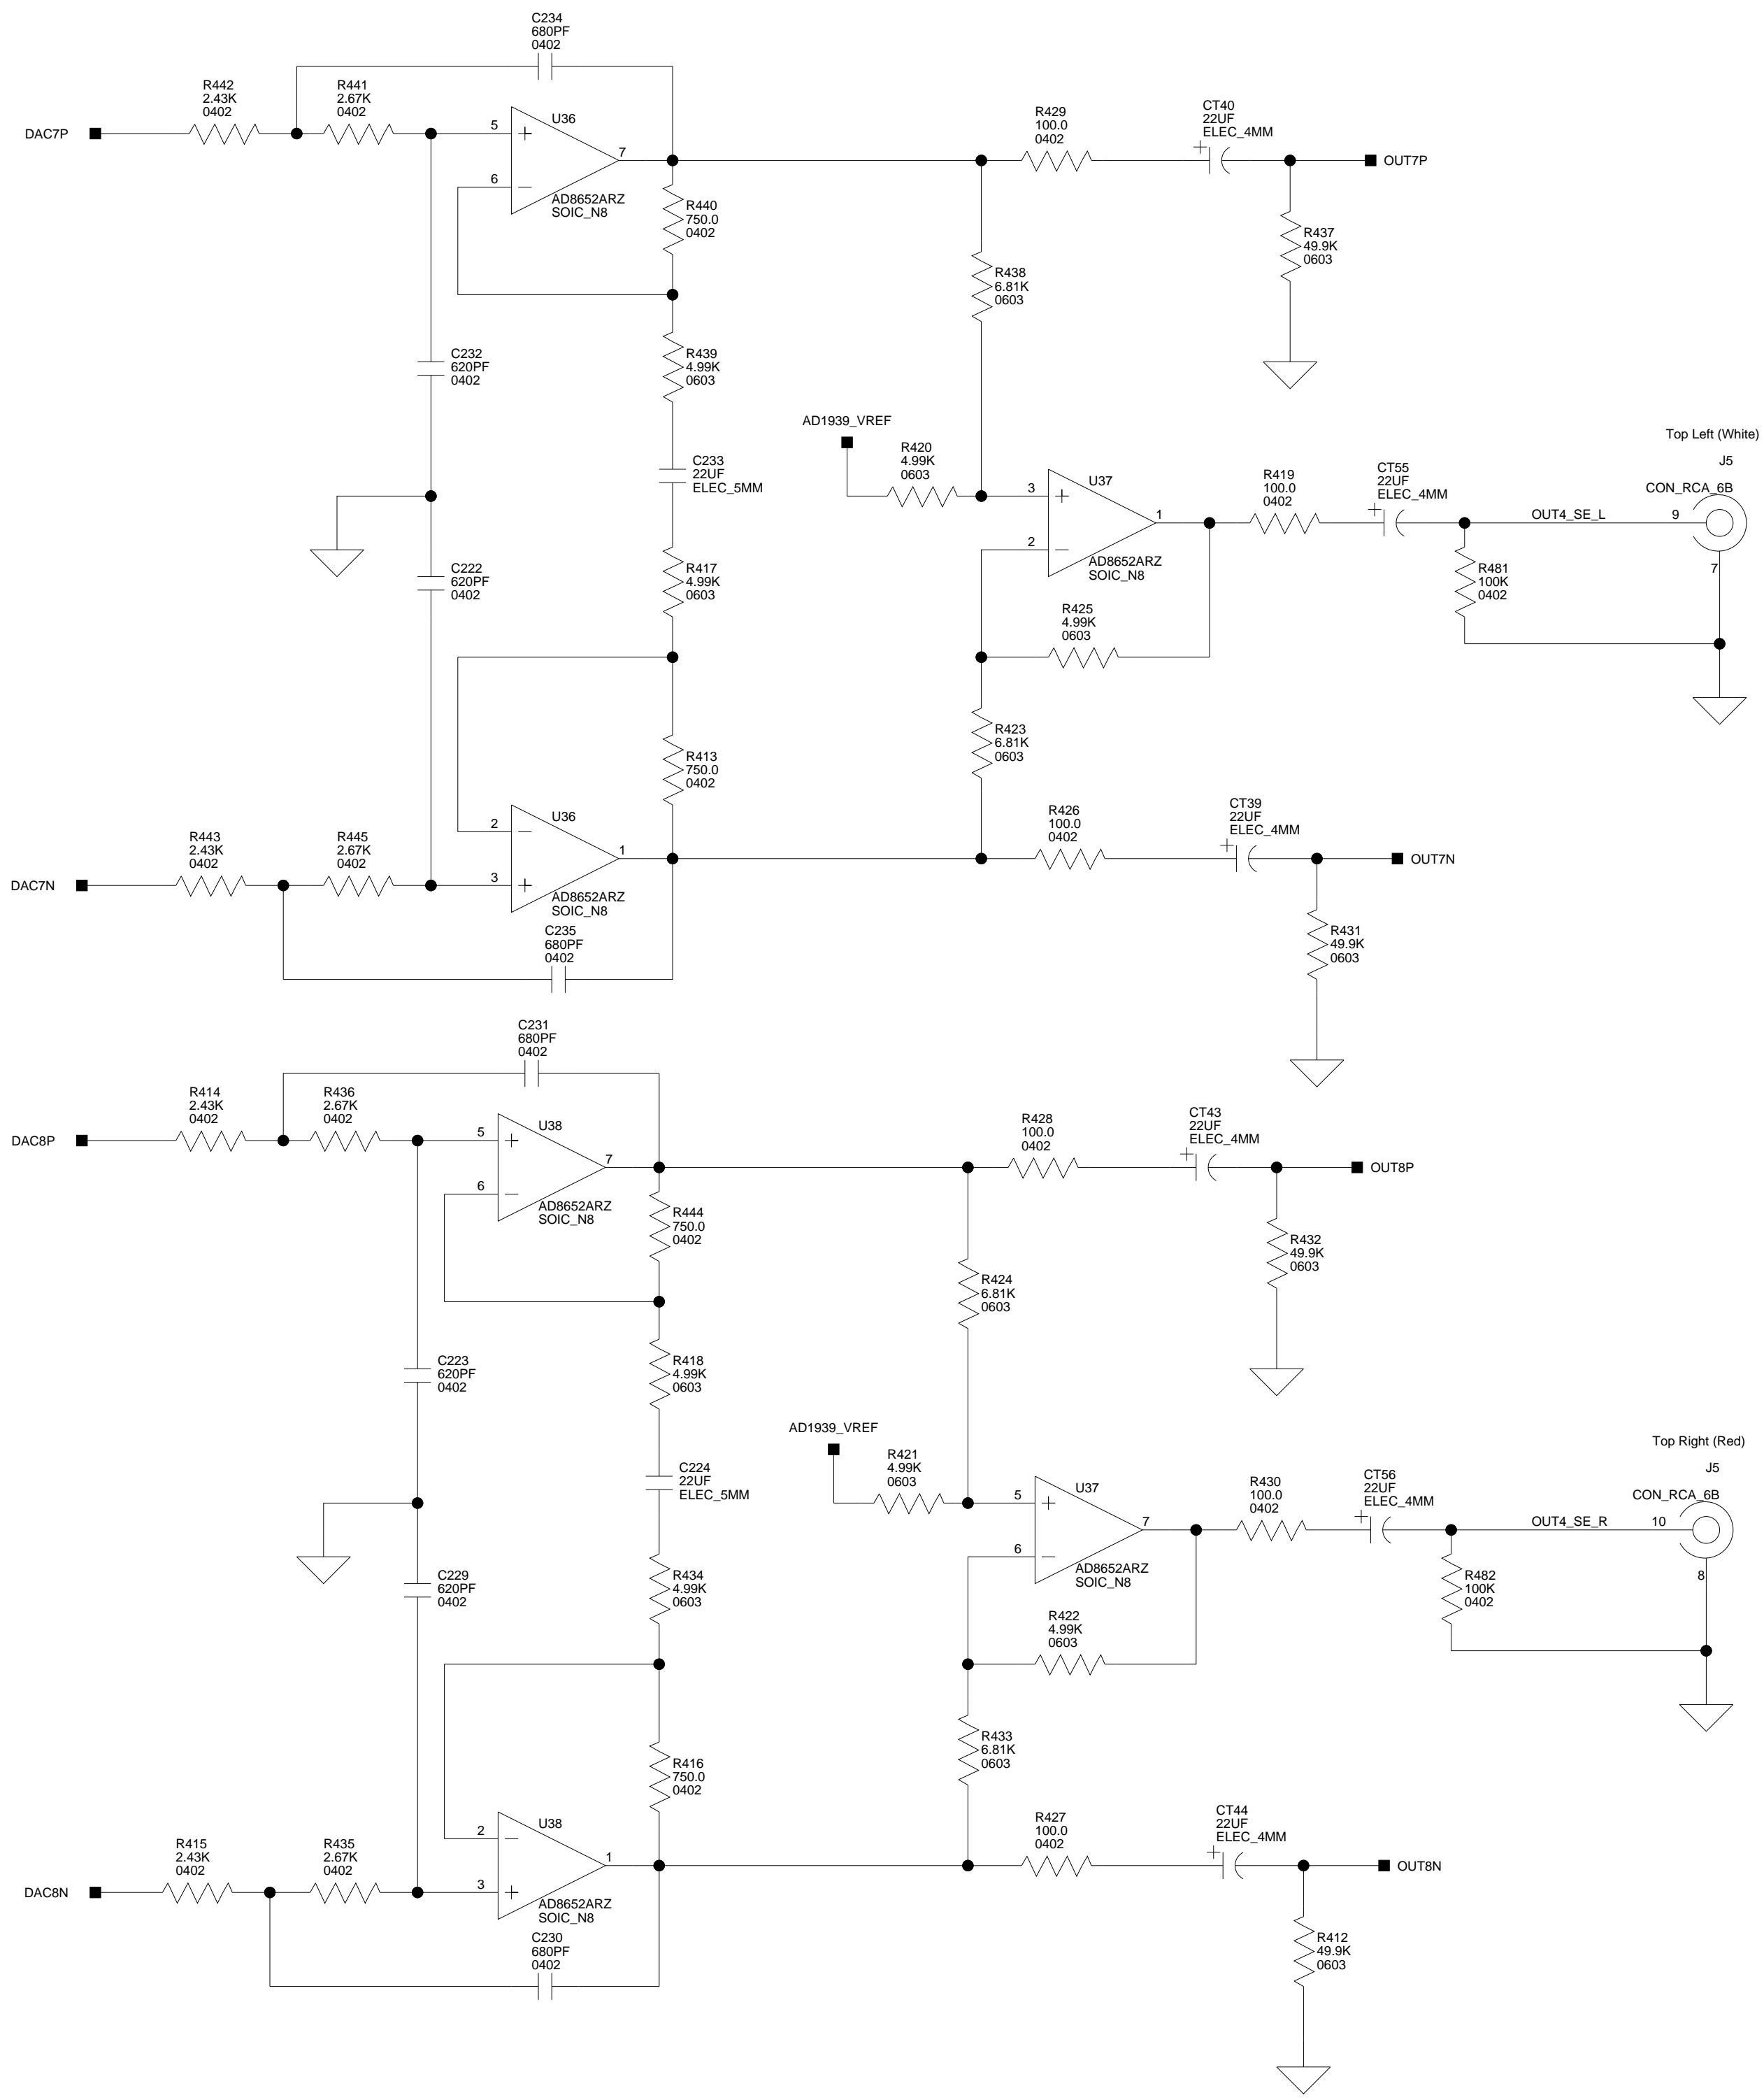 C234
680PF
0402
R442
2.43K
0402
R441
2.67K
0402
DAC7P
5
6
7
U36
AD8652ARZ
SOIC_N8
R440
750.0
0402
R429
100.0
0402
CT40
22UF
ELEC_4MM
OUT7P
R437
49.9K
0603
R438
6.81K
0603
C232
620PF
0402
R439
4.99K
0603
AD1939_VREF
R420
4.99K
0603
C233
22UF
ELEC_5MM
3
2
1
U37
AD8652ARZ
SOIC_N8
R419
100.0
0402
CT55
22UF
ELEC_4MM
OUT4_SE_L
9
Top Left (White)
J5
CON_RCA_6B
7
R481
100K
0402
C222
620PF
0402
R417
4.99K
0603
R425
4.99K
0603
R423
6.81K
0603
R413
750.0
0402
R443
2.43K
0402
R445
2.67K
0402
DAC7N
2
3
1
U36
AD8652ARZ
SOIC_N8
C235
680PF
0402
R426
100.0
0402
CT39
22UF
ELEC_4MM
OUT7N
R431
49.9K
0603
C231
680PF
0402
R414
2.43K
0402
R436
2.67K
0402
DAC8P
5
6
7
U38
AD8652ARZ
SOIC_N8
R444
750.0
0402
R428
100.0
0402
CT43
22UF
ELEC_4MM
OUT8P
R432
49.9K
0603
R424
6.81K
0603
C223
620PF
0402
R418
4.99K
0603
AD1939_VREF
R421
4.99K
0603
C224
22UF
ELEC_5MM
5
6
7
U37
AD8652ARZ
SOIC_N8
R430
100.0
0402
CT56
22UF
ELEC_4MM
OUT4_SE_R
10
Top Right (Red)
J5
CON_RCA_6B
8
R482
100K
0402
C229
620PF
0402
R434
4.99K
0603
R422
4.99K
0603
R433
6.81K
0603
R416
750.0
0402
R415
2.43K
0402
R435
2.67K
0402
DAC8N
2
3
1
U38
AD8652ARZ
SOIC_N8
C230
680PF
0402
R427
100.0
0402
CT44
22UF
ELEC_4MM
OUT8N
R412
49.9K
0603